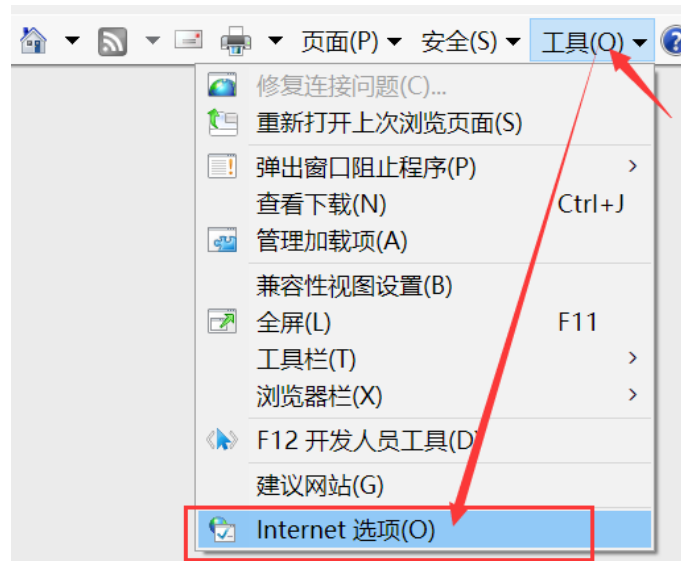 页面(P) 安全(S) 工具(O)
修复连接问题(C)...
重新打开上次浏览页面(S)
弹出窗口阻止程序(P)
查看下载(N) Ctrl+J
管理加载项(A)
兼容性视图设置(B)
全屏(L) F11
工具栏(T)
浏览器栏(X)
F12 开发人员工具(D)
建议网站(G)
Internet 选项(O)